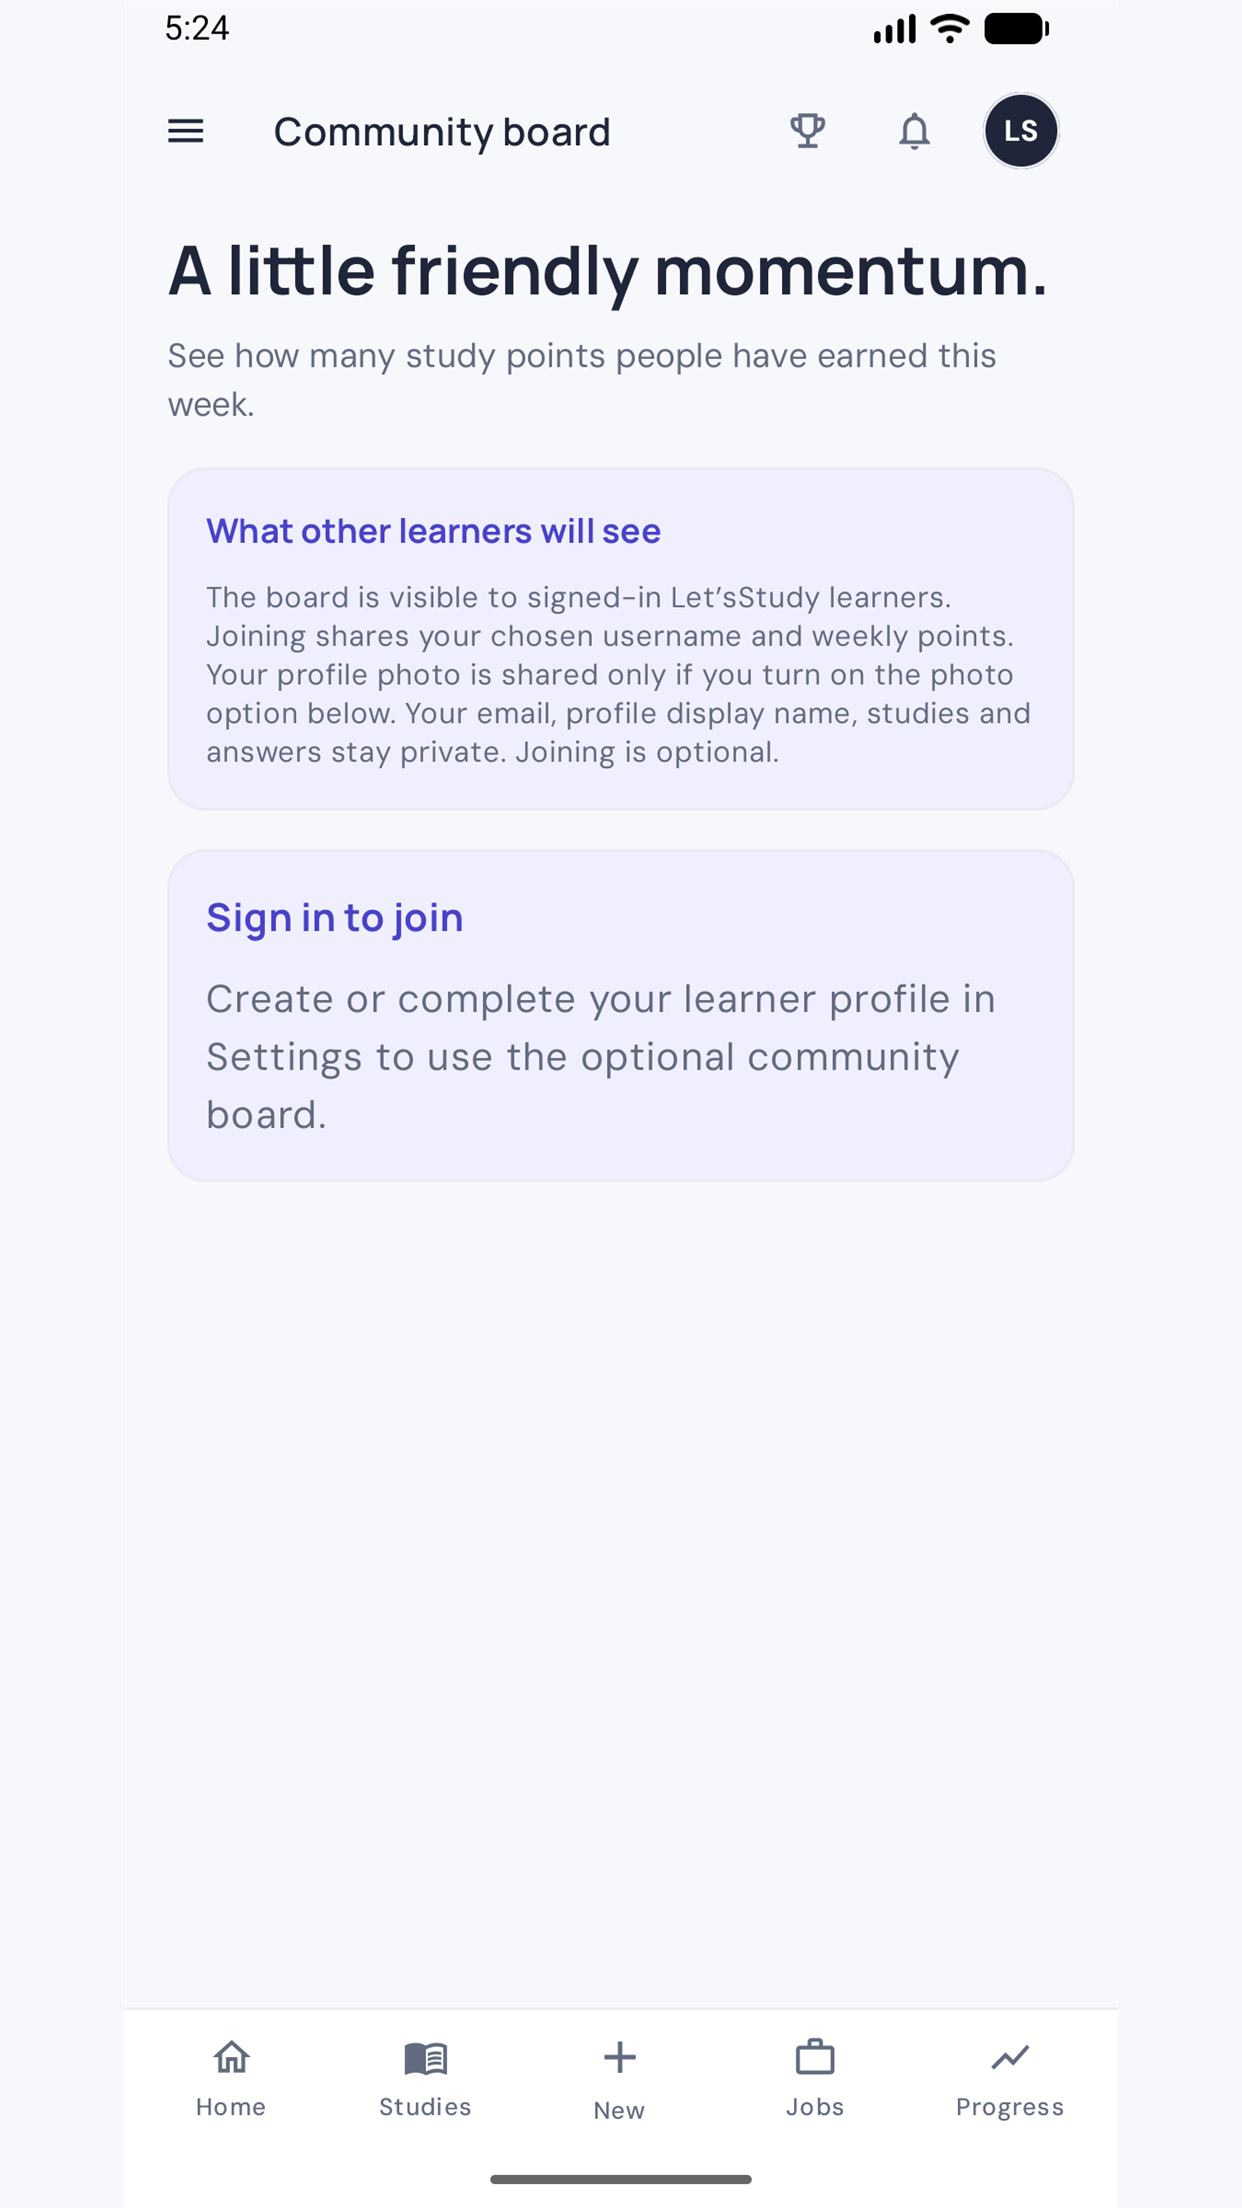 5:24
Community board
LS
A little friendly momentum.
See how many study points people have earned this
week.
What other learners will see
The board is visible to signed-in Let’sStudy learners.
Joining shares your chosen username and weekly points.
Your profile photo is shared only if you turn on the photo
option below. Your email, profile display name, studies and
answers stay private. Joining is optional.
Sign in to join
Create or complete your learner profile in
Settings to use the optional community
board.
Home
Studies
New
Jobs
Progress